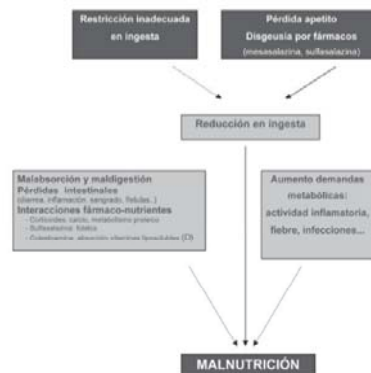 Restricción inadecuada
en ingesta
Pérdida apetito
Disgeusia por fármacos
(mesasalazina, sulfasalazina)
Reducción en ingesta
Malabsorción y maldigestión
Pérdidas intestinales
(diarrea, inflamación, sangrado, fístulas..)
Interacciones fármaco-nutrientes
- Corticoides: calcio, metabolismo proteico
- Sulfasalazina: folatos
- Colestiramina: absorción vitaminas liposolubles (D)
Aumento demandas
metabólicas:
actividad inflamatoria,
fiebre, infecciones...
MALNUTRICIÓN